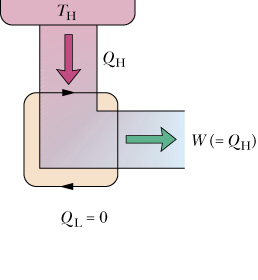 T_H
Q_H
W (= Q_H)
Q_L = 0